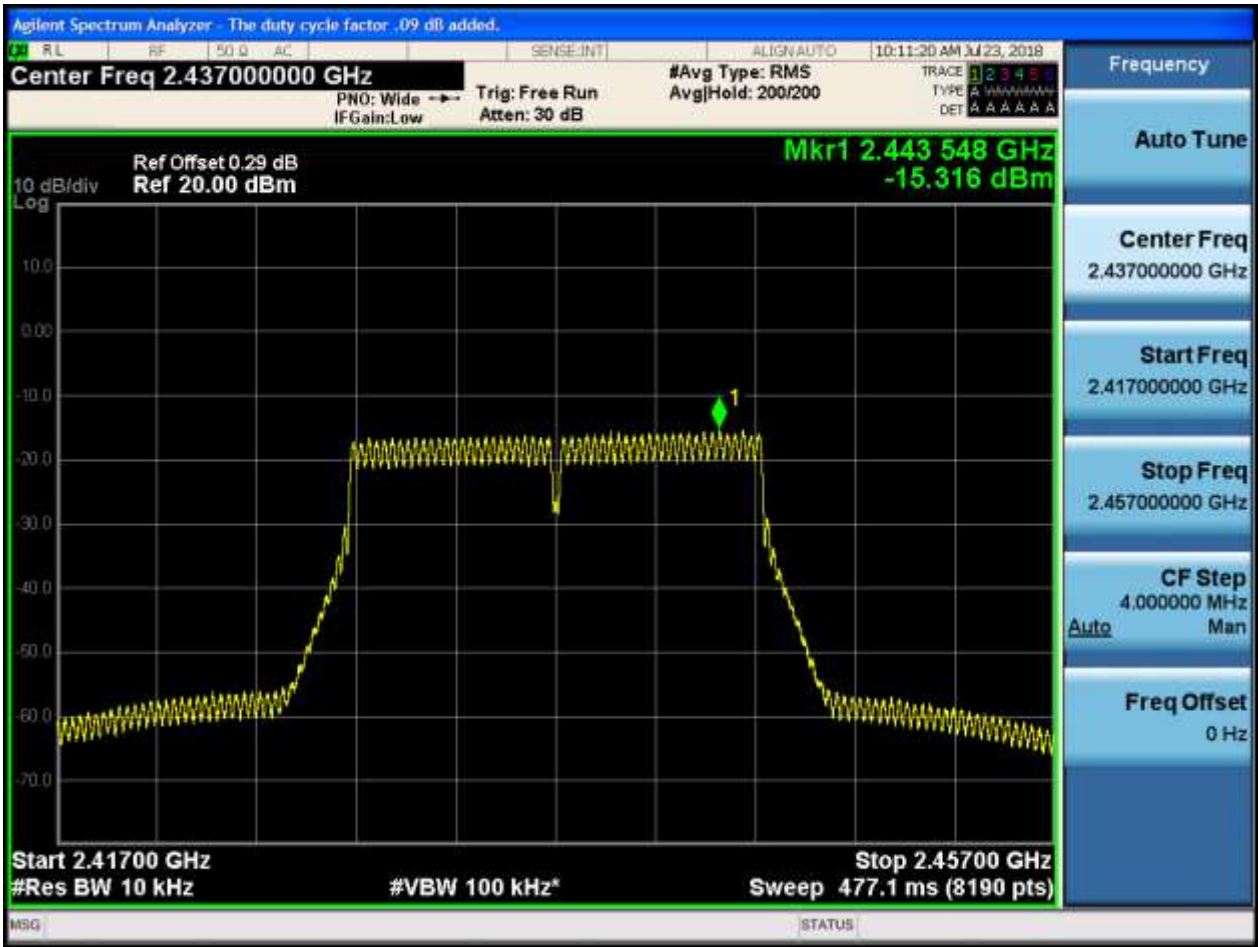 Agilent Spectrum Analyzer - The duty cycle factor .09 dB added.
RL RF 50 Ω AC SENSE:INT ALIGN AUTO 10:11:20 AM Jul 23, 2018
Center Freq 2.437000000 GHz
PNO: Wide
IFGain:Low
Trig: Free Run
Atten: 30 dB
#Avg Type: RMS
Avg|Hold: 200/200
TRACE 1 2 3 4 5 6
TYPE A
DET A A A A A A
Mkr1 2.443 548 GHz
-15.316 dBm
Ref Offset 0.29 dB
10 dB/div Ref 20.00 dBm
Log
10.0
0.00
-10.0
-20.0
-30.0
-40.0
-50.0
-60.0
-70.0
1
Start 2.41700 GHz Stop 2.45700 GHz
#Res BW 10 kHz #VBW 100 kHz* Sweep 477.1 ms (8190 pts)
MSG STATUS
Frequency
Auto Tune
Center Freq
2.437000000 GHz
Start Freq
2.417000000 GHz
Stop Freq
2.457000000 GHz
CF Step
4.000000 MHz
Auto Man
Freq Offset
0 Hz